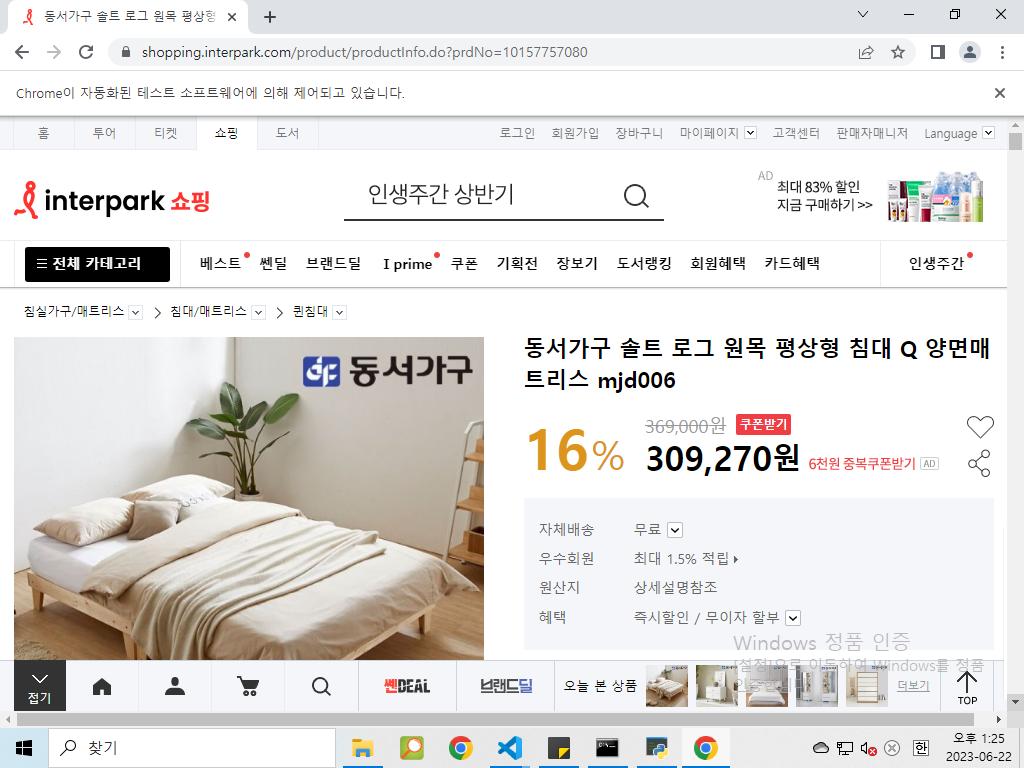 동서가구 솔트 로그 원목 평상형
shopping.interpark.com/product/productInfo.do?prdNo=10157757080
Chrome이 자동화된 테스트 소프트웨어에 의해 제어되고 있습니다.
홈 투어 티켓 쇼핑 도서 로그인 회원가입 장바구니 마이페이지 고객센터 판매자매니저 Language
interpark 쇼핑
인생주간 상반기
AD
최대 83% 할인
지금 구매하기 >>
전체 카테고리 베스트 쎈딜 브랜드딜 I prime 쿠폰 기획전 장보기 도서랭킹 회원혜택 카드혜택 인생주간
침실가구/매트리스 > 침대/매트리스 > 퀸침대
동서가구
동서가구 솔트 로그 원목 평상형 침대 Q 양면매
트리스 mjd006
369,000원 쿠폰받기
16% 309,270원 6천원 중복쿠폰받기 AD
자체배송 무료
우수회원 최대 1.5% 적립
원산지 상세설명참조
혜택 즉시할인 / 무이자 할부
Windows 정품 인증
[설정]으로 이동하여 Windows를 정품
접기 쎈DEAL 브랜드딜 오늘 본 상품 더보기 TOP
찾기
한
오후 1:25
2023-06-22